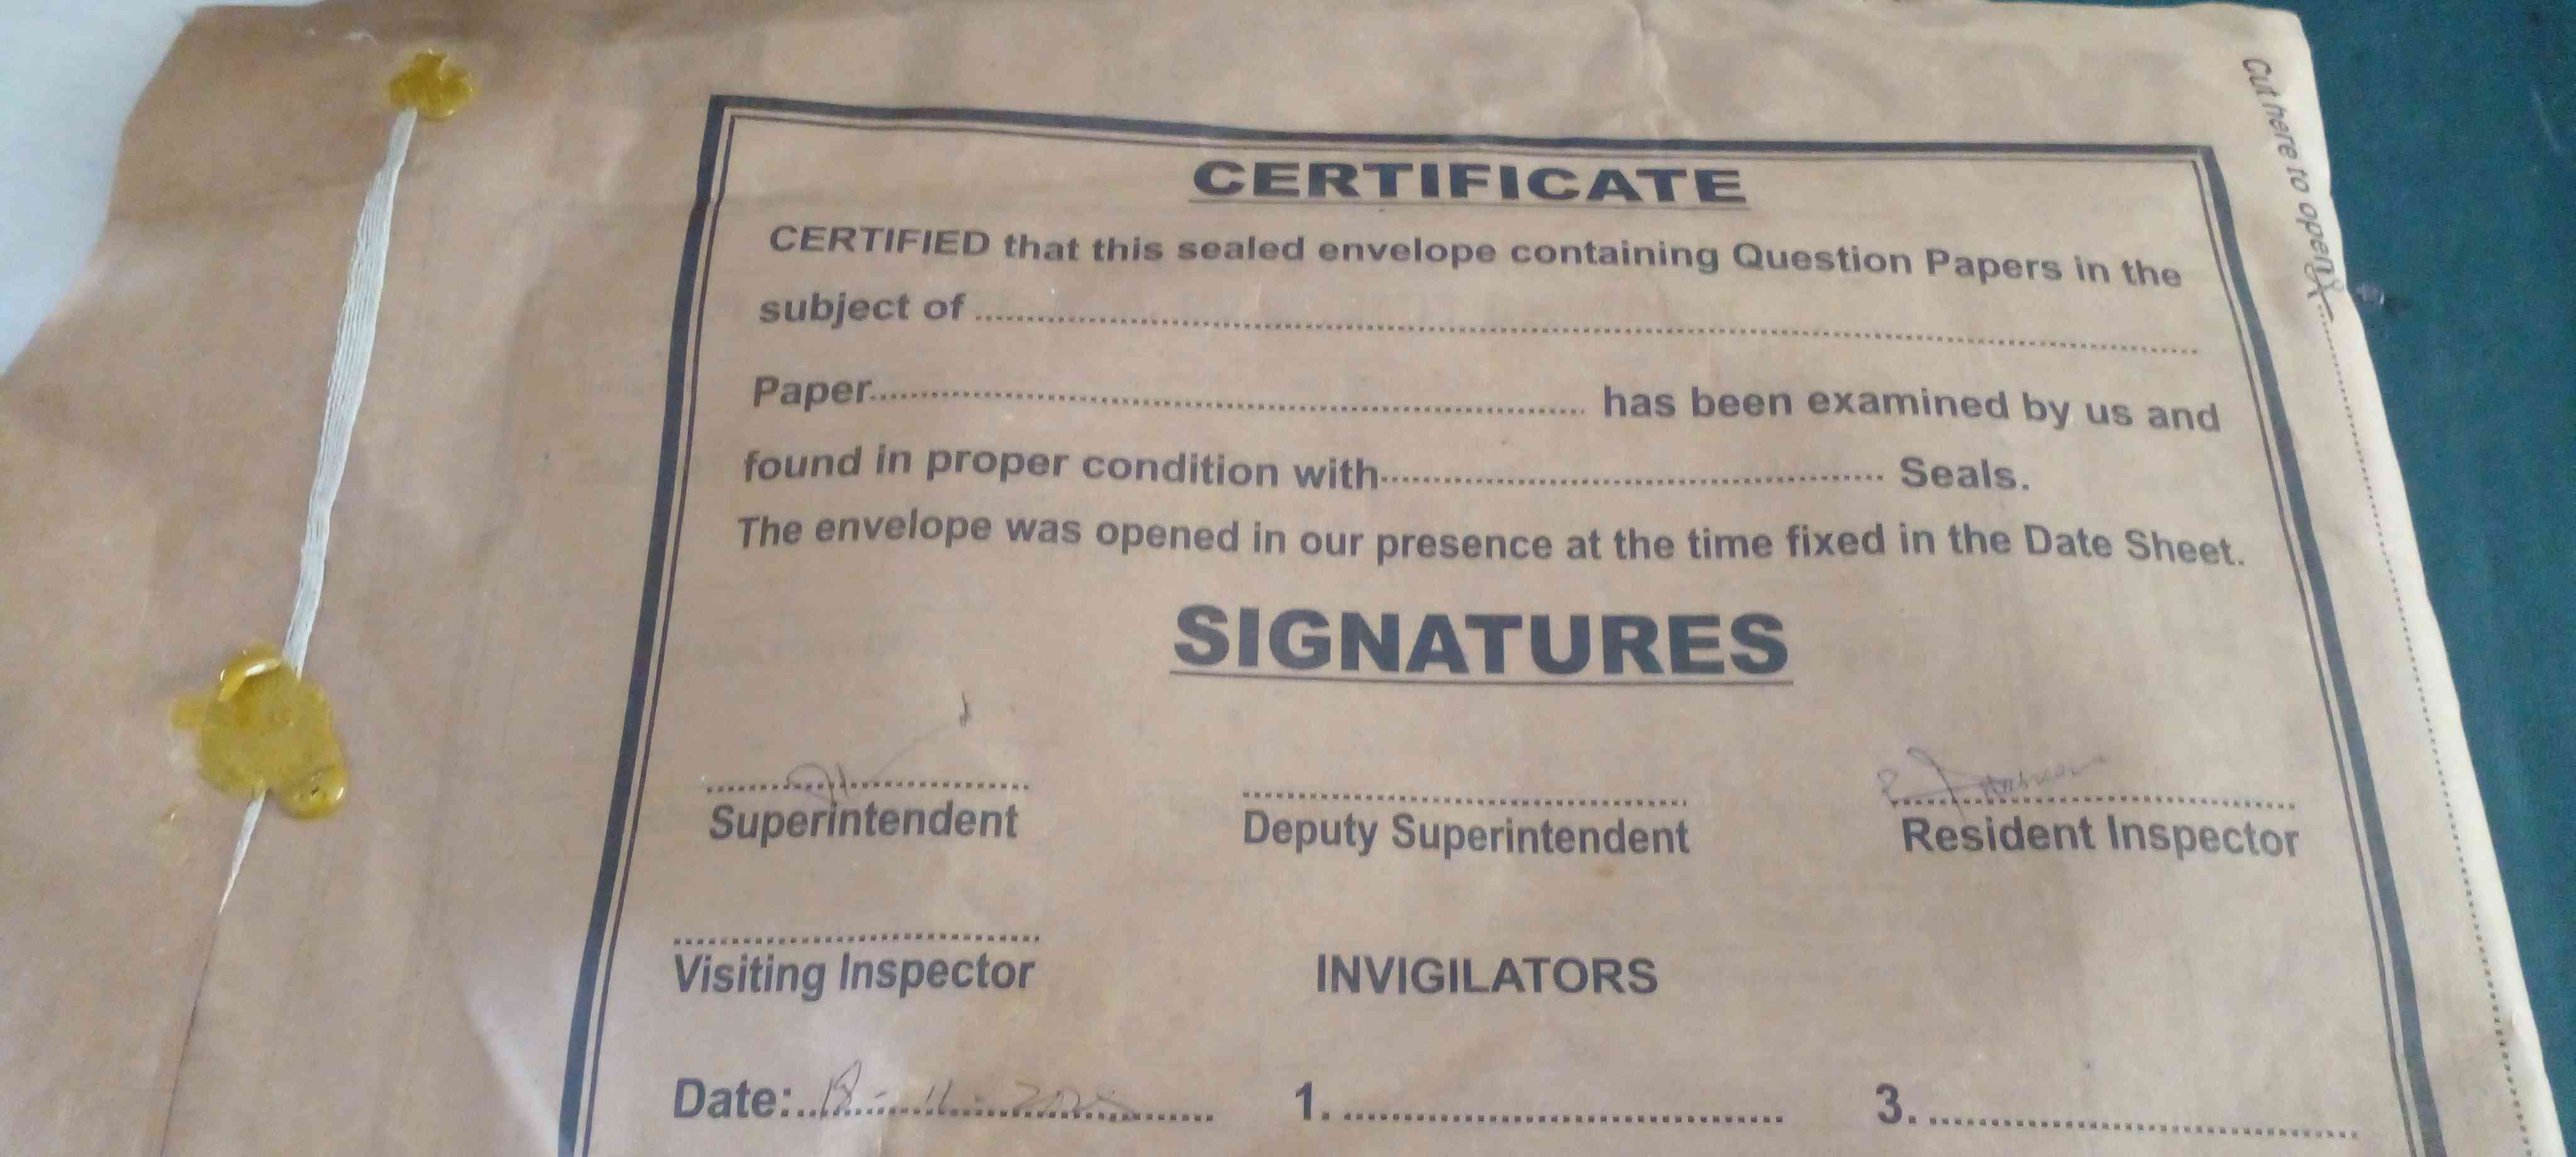 Cut here to open
CERTIFICATE
CERTIFIED that this sealed envelope containing Question Papers in the
subject of
Paper has been examined by us and
found in proper condition with Seals.
The envelope was opened in our presence at the time fixed in the Date Sheet.
SIGNATURES
Superintendent Deputy Superintendent Resident Inspector
Visiting Inspector INVIGILATORS
Date: 18-11- 1. 3.